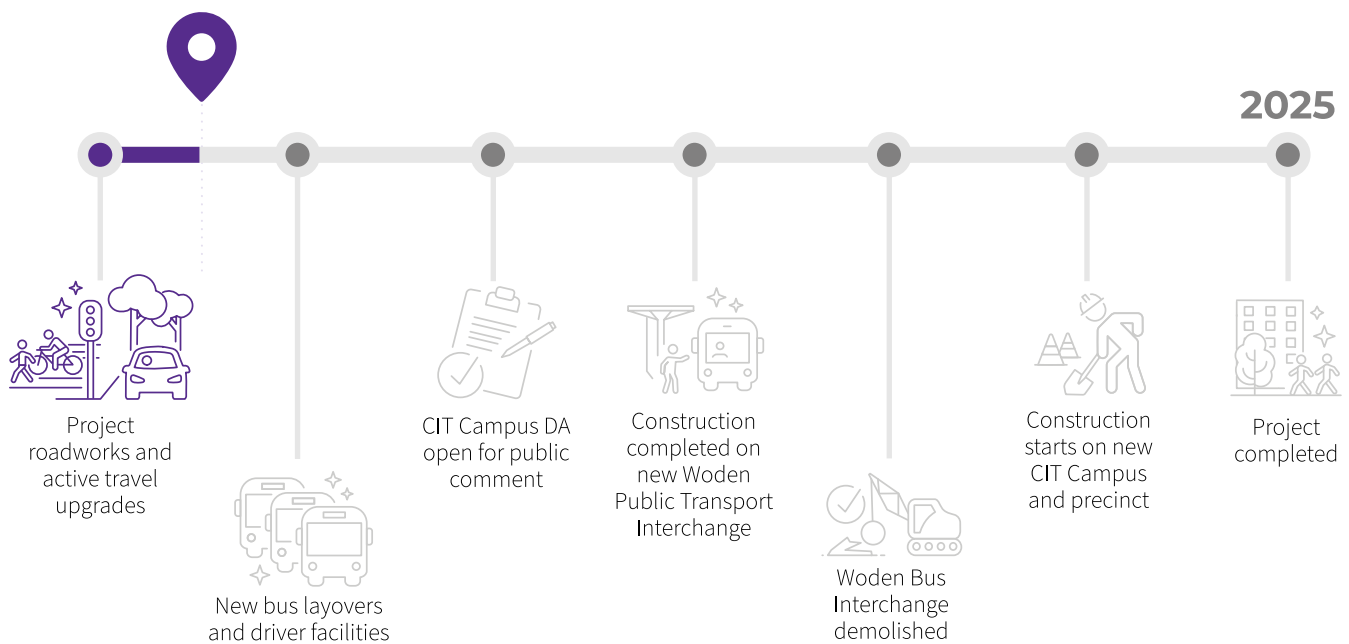 2025
Project
roadworks and
active travel
upgrades
New bus layovers
and driver facilities
CIT Campus DA
open for public
comment
Construction
completed on
new Woden
Public Transport
Interchange
Woden Bus
Interchange
demolished
Construction
starts on new
CIT Campus
and precinct
Project
completed